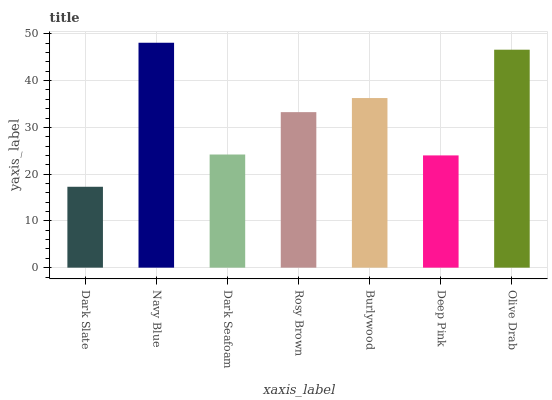 title
50
40
30
20
10
0
yaxis_label
Dark Slate
Navy Blue
Dark Seafoam
Rosy Brown
Burlywood
Deep Pink
Olive Drab
xaxis_label